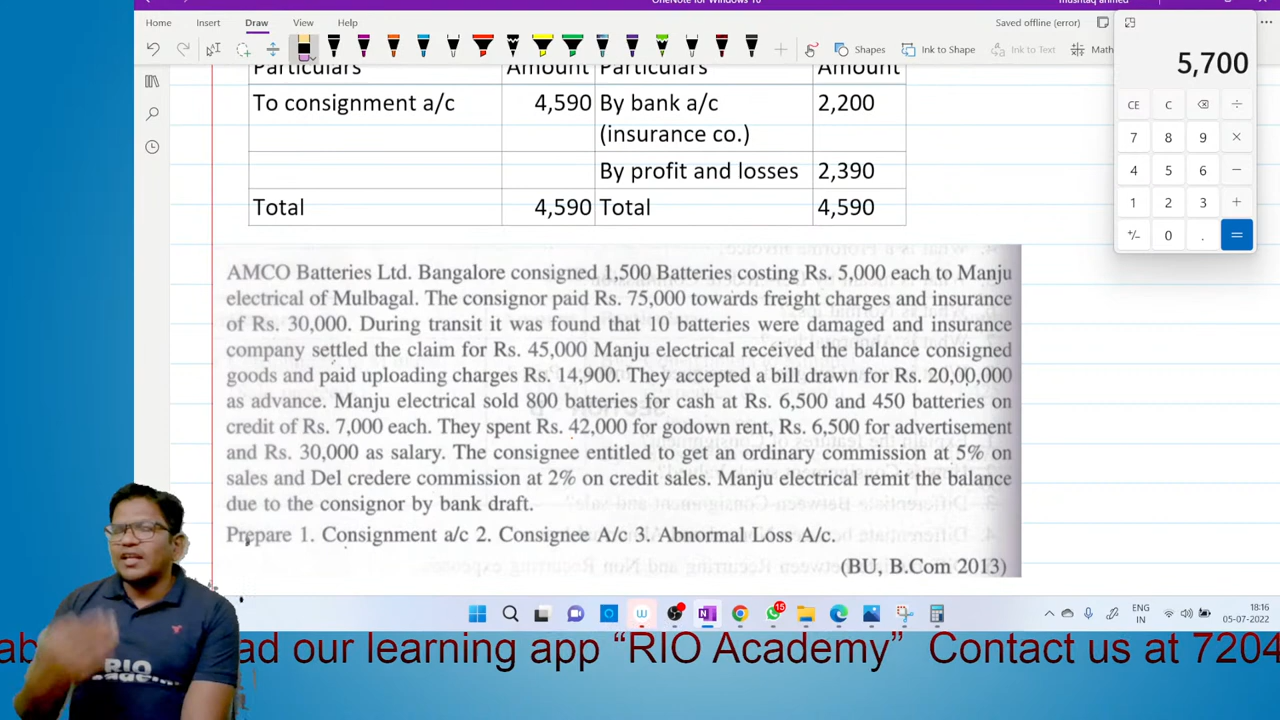 OneNote for Windows 10
mushtaq ahmed
Home Insert Draw View Help
Saved offline (error)
Shapes Ink to Shape Ink to Text Math
5,700
CE C
7 8 9
4 5 6
1 2 3
0 .
Particulars Amount Particulars Amount
To consignment a/c 4,590 By bank a/c 2,200
(insurance co.)
By profit and losses 2,390
Total 4,590 Total 4,590
AMCO Batteries Ltd. Bangalore consigned 1,500 Batteries costing Rs. 5,000 each to Manju
electrical of Mulbagal. The consignor paid Rs. 75,000 towards freight charges and insurance
of Rs. 30,000. During transit it was found that 10 batteries were damaged and insurance
company settled the claim for Rs. 45,000 Manju electrical received the balance consigned
goods and paid uploading charges Rs. 14,900. They accepted a bill drawn for Rs. 20,00,000
as advance. Manju electrical sold 800 batteries for cash at Rs. 6,500 and 450 batteries on
credit of Rs. 7,000 each. They spent Rs. 42,000 for godown rent, Rs. 6,500 for advertisement
and Rs. 30,000 as salary. The consignee entitled to get an ordinary commission at 5% on
sales and Del credere commission at 2% on credit sales. Manju electrical remit the balance
due to the consignor by bank draft.
Prepare 1. Consignment a/c 2. Consignee A/c 3. Abnormal Loss A/c.
(BU, B.Com 2013)
15
ENG
IN
18:16
05-07-2022
RIO
Academy
ad our learning app “RIO Academy” Contact us at 7204